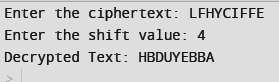 Enter the ciphertext: LFHYCIFFE
Enter the shift value: 4
Decrypted Text: HBDUYEBBA
>